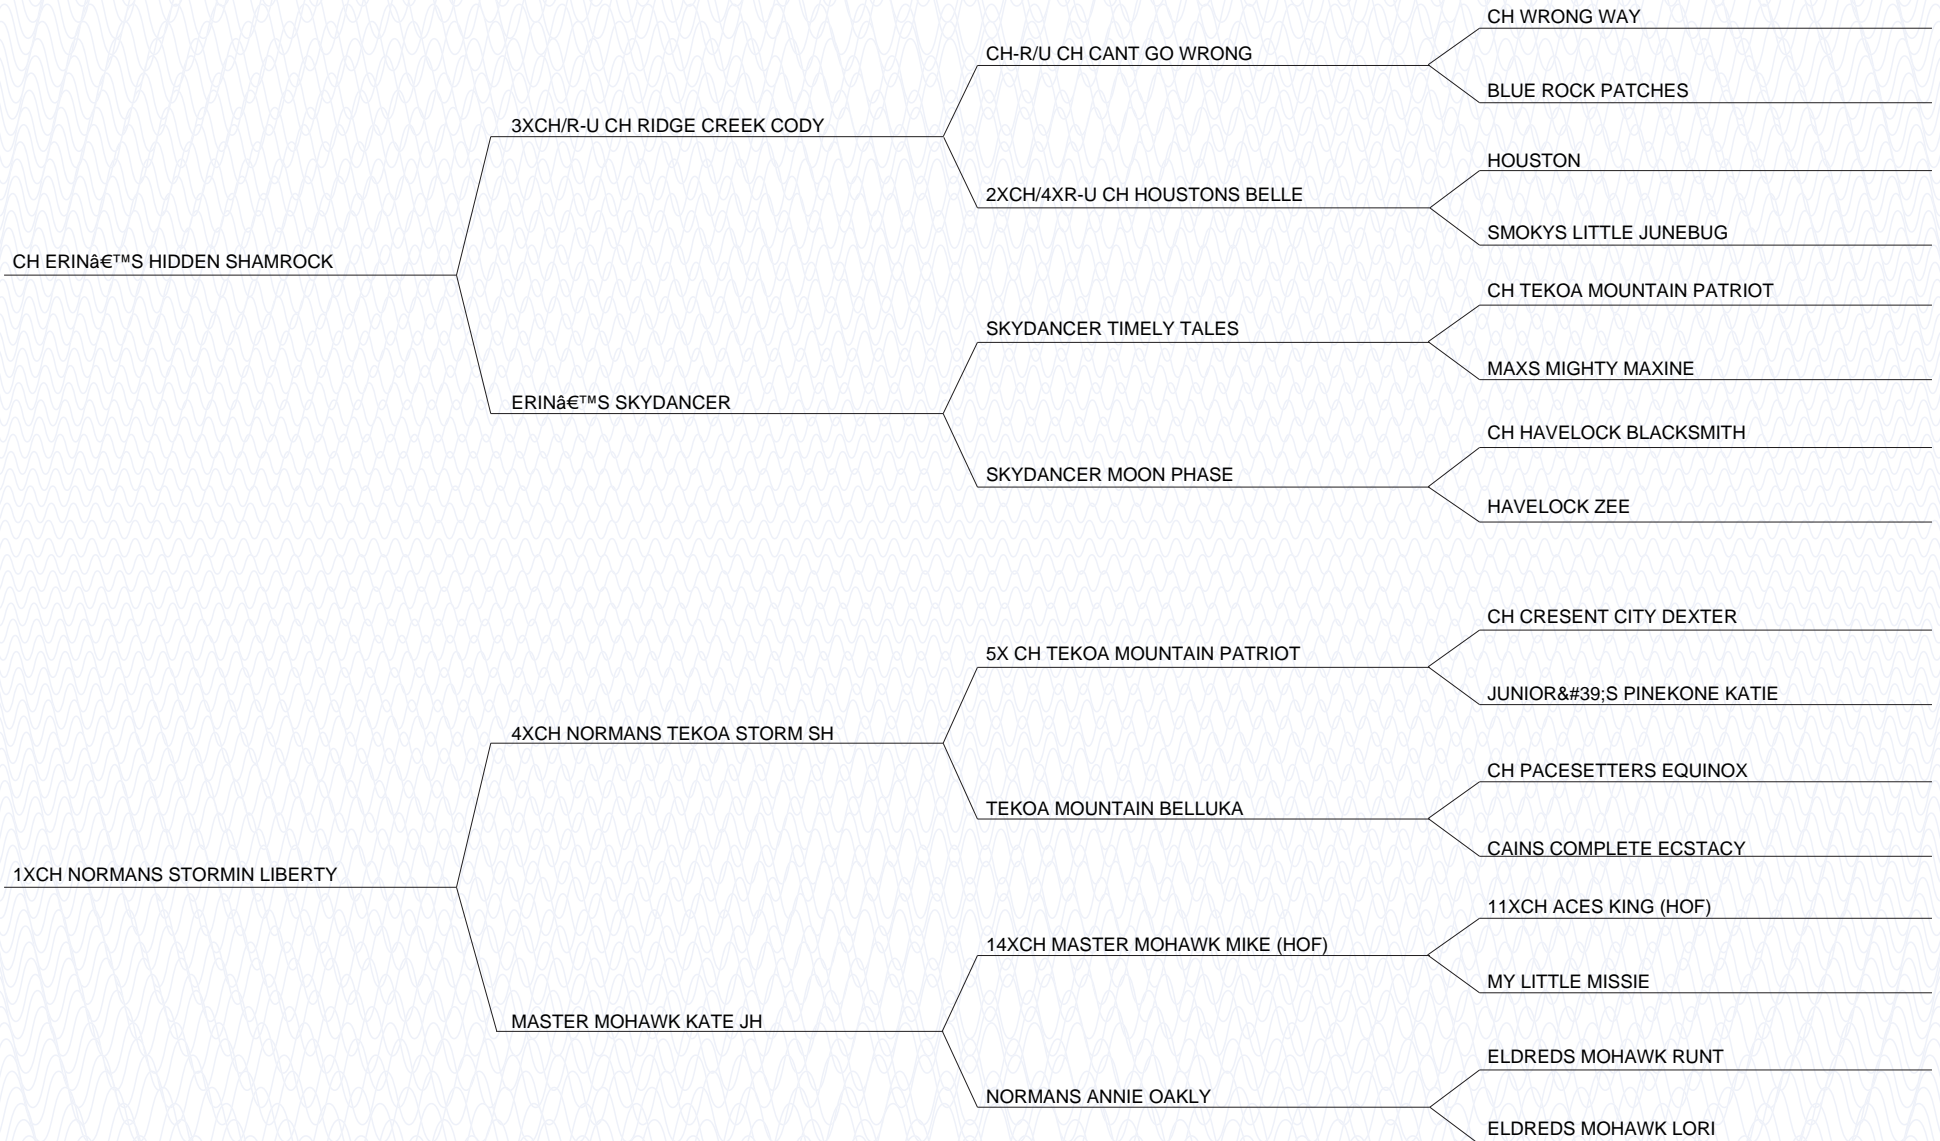 CH WRONG WAY
CH-R/U CH CANT GO WRONG
BLUE ROCK PATCHES
3XCH/R-U CH RIDGE CREEK CODY
HOUSTON
2XCH/4XR-U CH HOUSTONS BELLE
SMOKYS LITTLE JUNEBUG
CH ERIN’S HIDDEN SHAMROCK
CH TEKOA MOUNTAIN PATRIOT
SKYDANCER TIMELY TALES
MAXS MIGHTY MAXINE
ERIN’S SKYDANCER
CH HAVELOCK BLACKSMITH
SKYDANCER MOON PHASE
HAVELOCK ZEE
CH CRESENT CITY DEXTER
5X CH TEKOA MOUNTAIN PATRIOT
JUNIOR&#39;S PINEKONE KATIE
4XCH NORMANS TEKOA STORM SH
CH PACESETTERS EQUINOX
TEKOA MOUNTAIN BELLUKA
CAINS COMPLETE ECSTACY
1XCH NORMANS STORMIN LIBERTY
11XCH ACES KING (HOF)
14XCH MASTER MOHAWK MIKE (HOF)
MY LITTLE MISSIE
MASTER MOHAWK KATE JH
ELDREDS MOHAWK RUNT
NORMANS ANNIE OAKLY
ELDREDS MOHAWK LORI